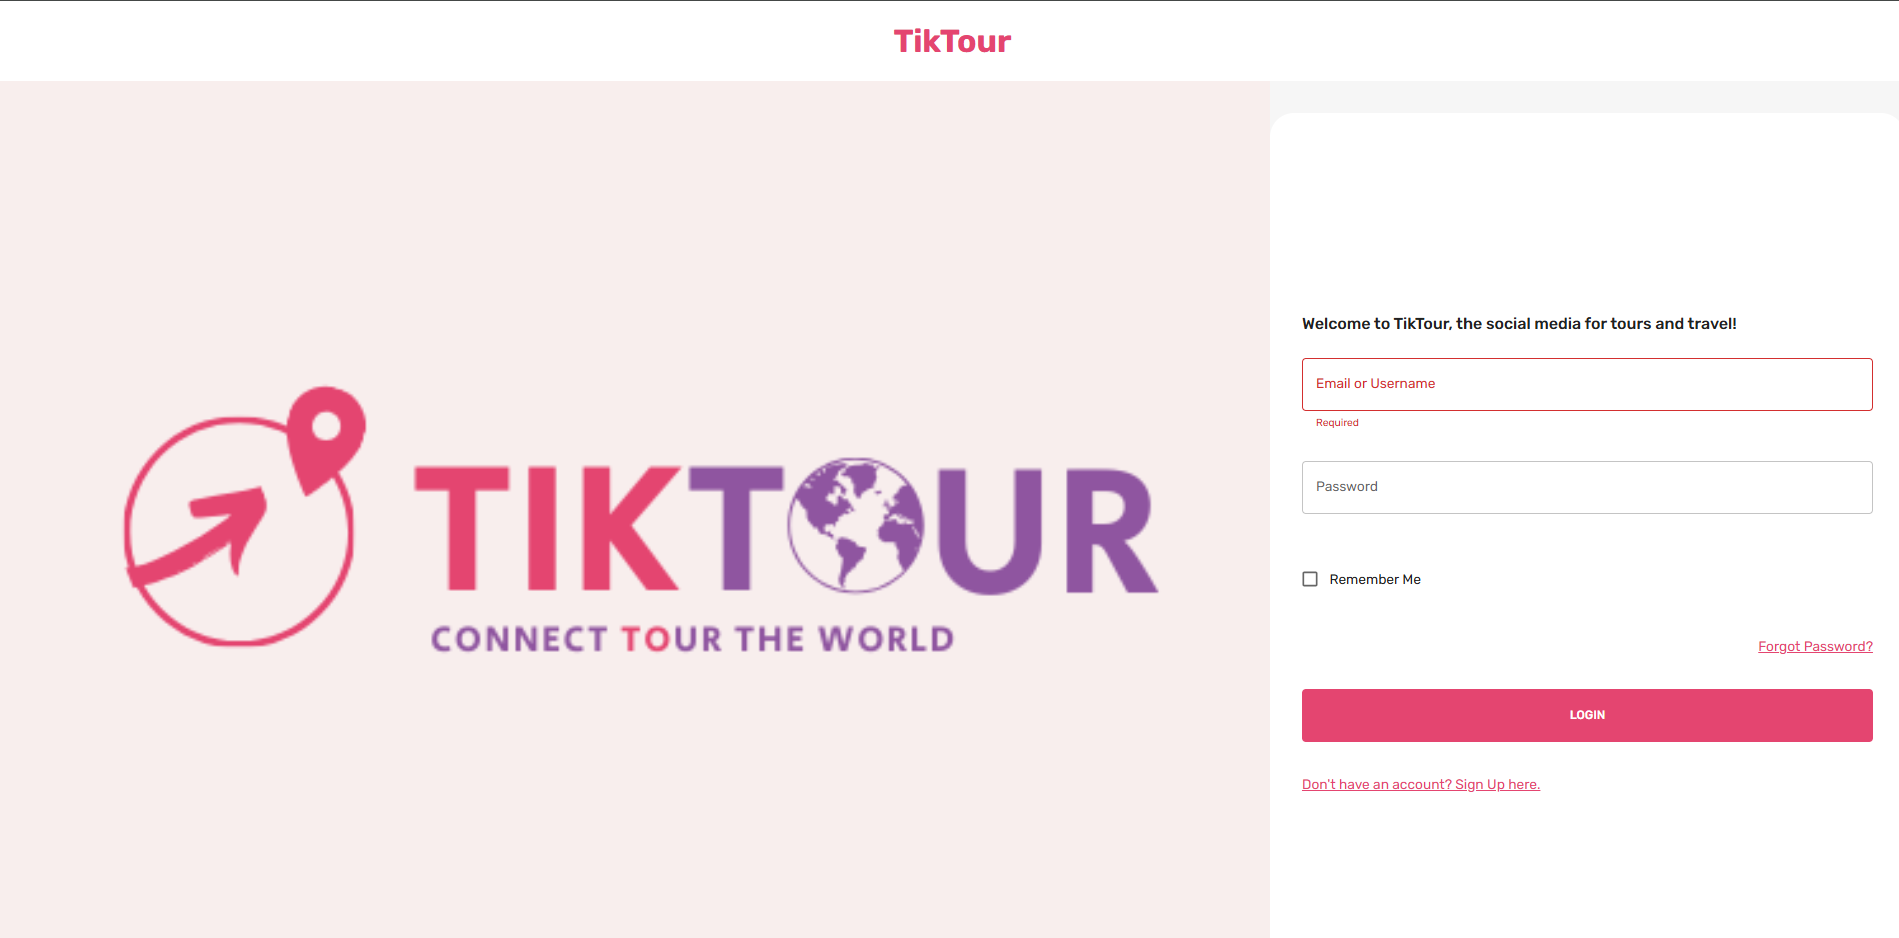 TikTour
TIKTOUR
CONNECT TOUR THE WORLD
Welcome to TikTour, the social media for tours and travel!
Email or Username
Required
Password
Remember Me
Forgot Password?
LOGIN
Don't have an account? Sign Up here.